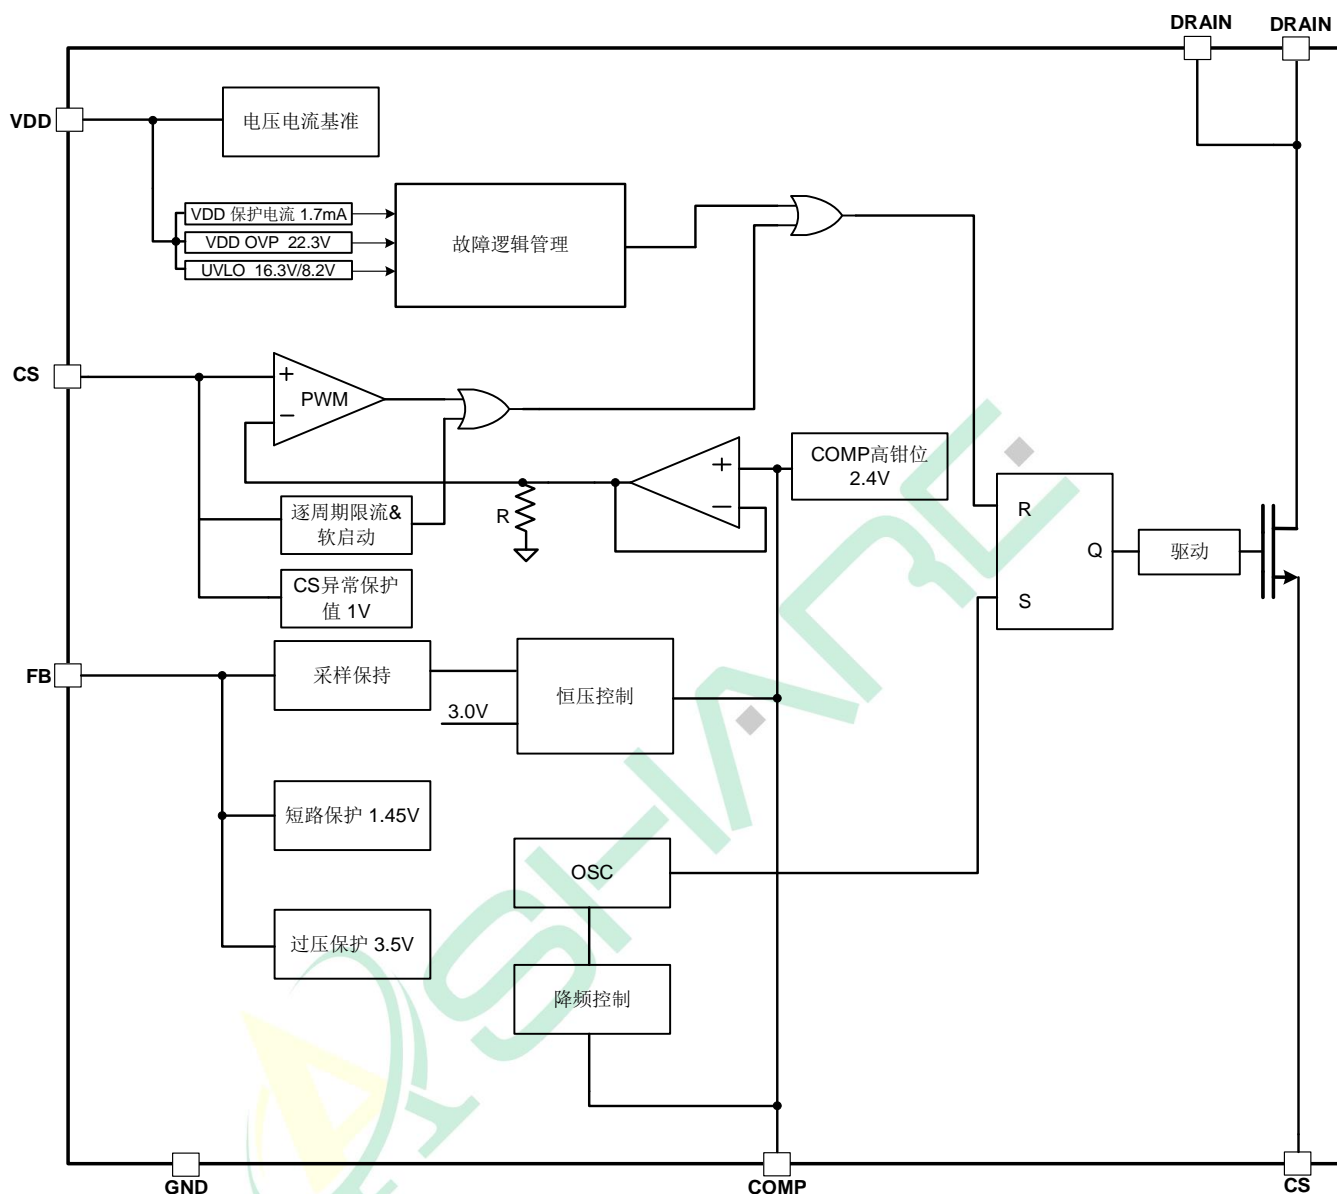 DRAIN DRAIN
VDD
电压电流基准
VDD 保护电流 1.7mA
VDD OVP 22.3V
UVLO 16.3V/8.2V
故障逻辑管理
CS
+
PWM
−
COMP高钳位
2.4V
+
−
逐周期限流&
软启动
R
CS异常保护
值 1V
R
S
Q
驱动
FB
采样保持
3.0V
恒压控制
短路保护 1.45V
OSC
过压保护 3.5V
降频控制
GND
COMP
CS
ASHARE